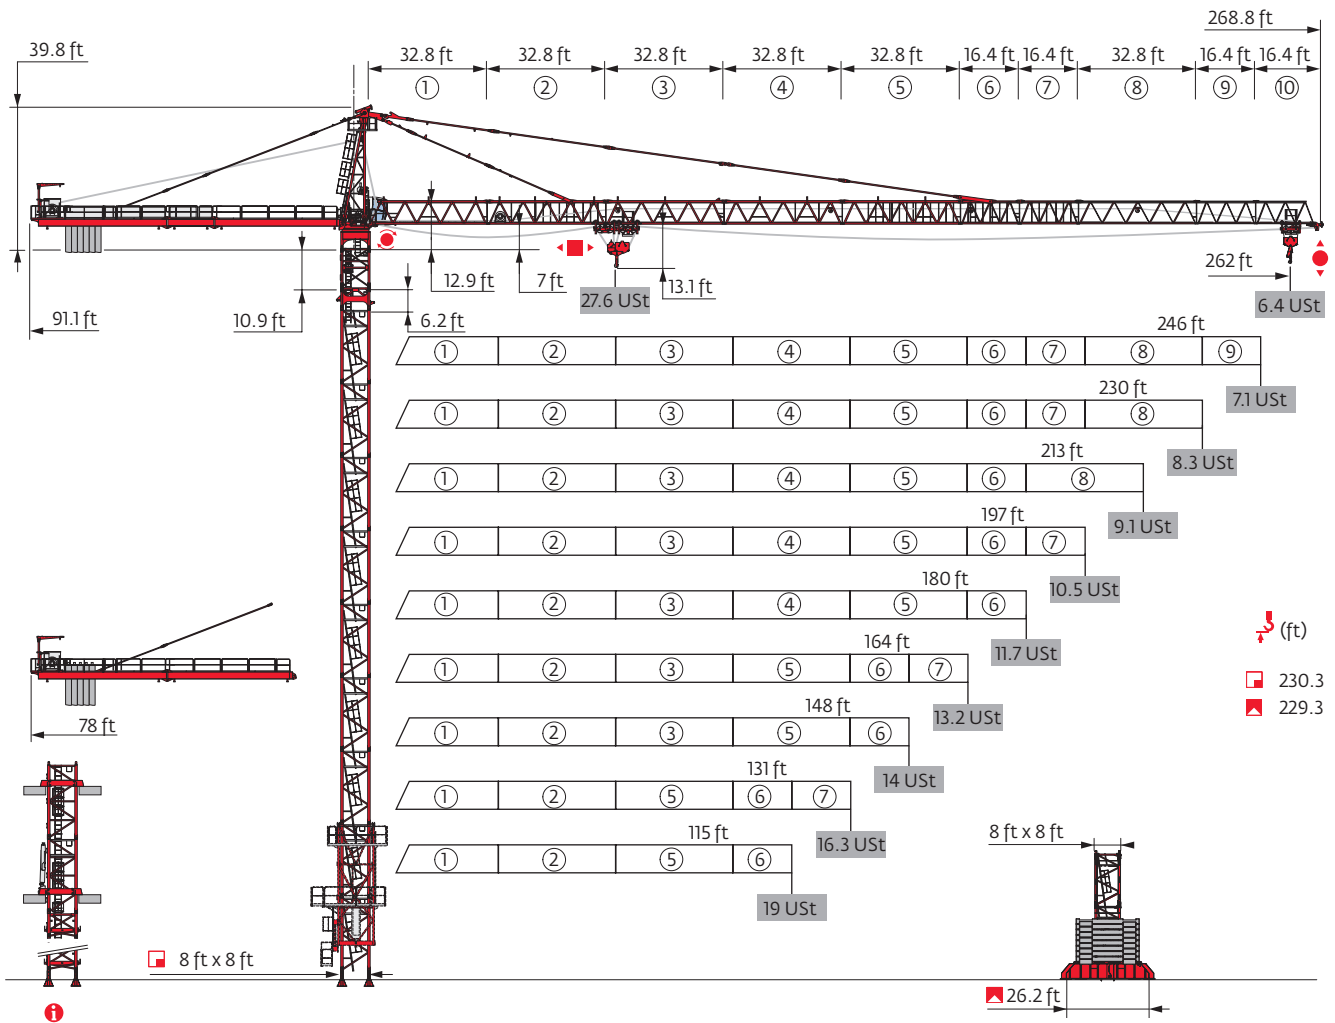 268.8 ft
39.8 ft
32.8 ft 32.8 ft 32.8 ft 32.8 ft 32.8 ft 16.4 ft 16.4 ft 32.8 ft 16.4 ft 16.4 ft
① ② ③ ④ ⑤ ⑥ ⑦ ⑧ ⑨ ⑩
12.9 ft 7 ft 13.1 ft 262 ft
27.6 USt 6.4 USt
91.1 ft 10.9 ft 6.2 ft
246 ft
① ② ③ ④ ⑤ ⑥ ⑦ ⑧ ⑨
7.1 USt
230 ft
① ② ③ ④ ⑤ ⑥ ⑦ ⑧
8.3 USt
213 ft
① ② ③ ④ ⑤ ⑥ ⑧
9.1 USt
197 ft
① ② ③ ④ ⑤ ⑥ ⑦
10.5 USt
180 ft
① ② ③ ④ ⑤ ⑥
11.7 USt
(ft)
230.3
229.3
164 ft
① ② ③ ⑤ ⑥ ⑦
13.2 USt
78 ft
148 ft
① ② ③ ⑤ ⑥
14 USt
131 ft
① ② ⑤ ⑥ ⑦
16.3 USt
115 ft
① ② ⑤ ⑥
19 USt
8 ft x 8 ft
8 ft x 8 ft
26.2 ft
i